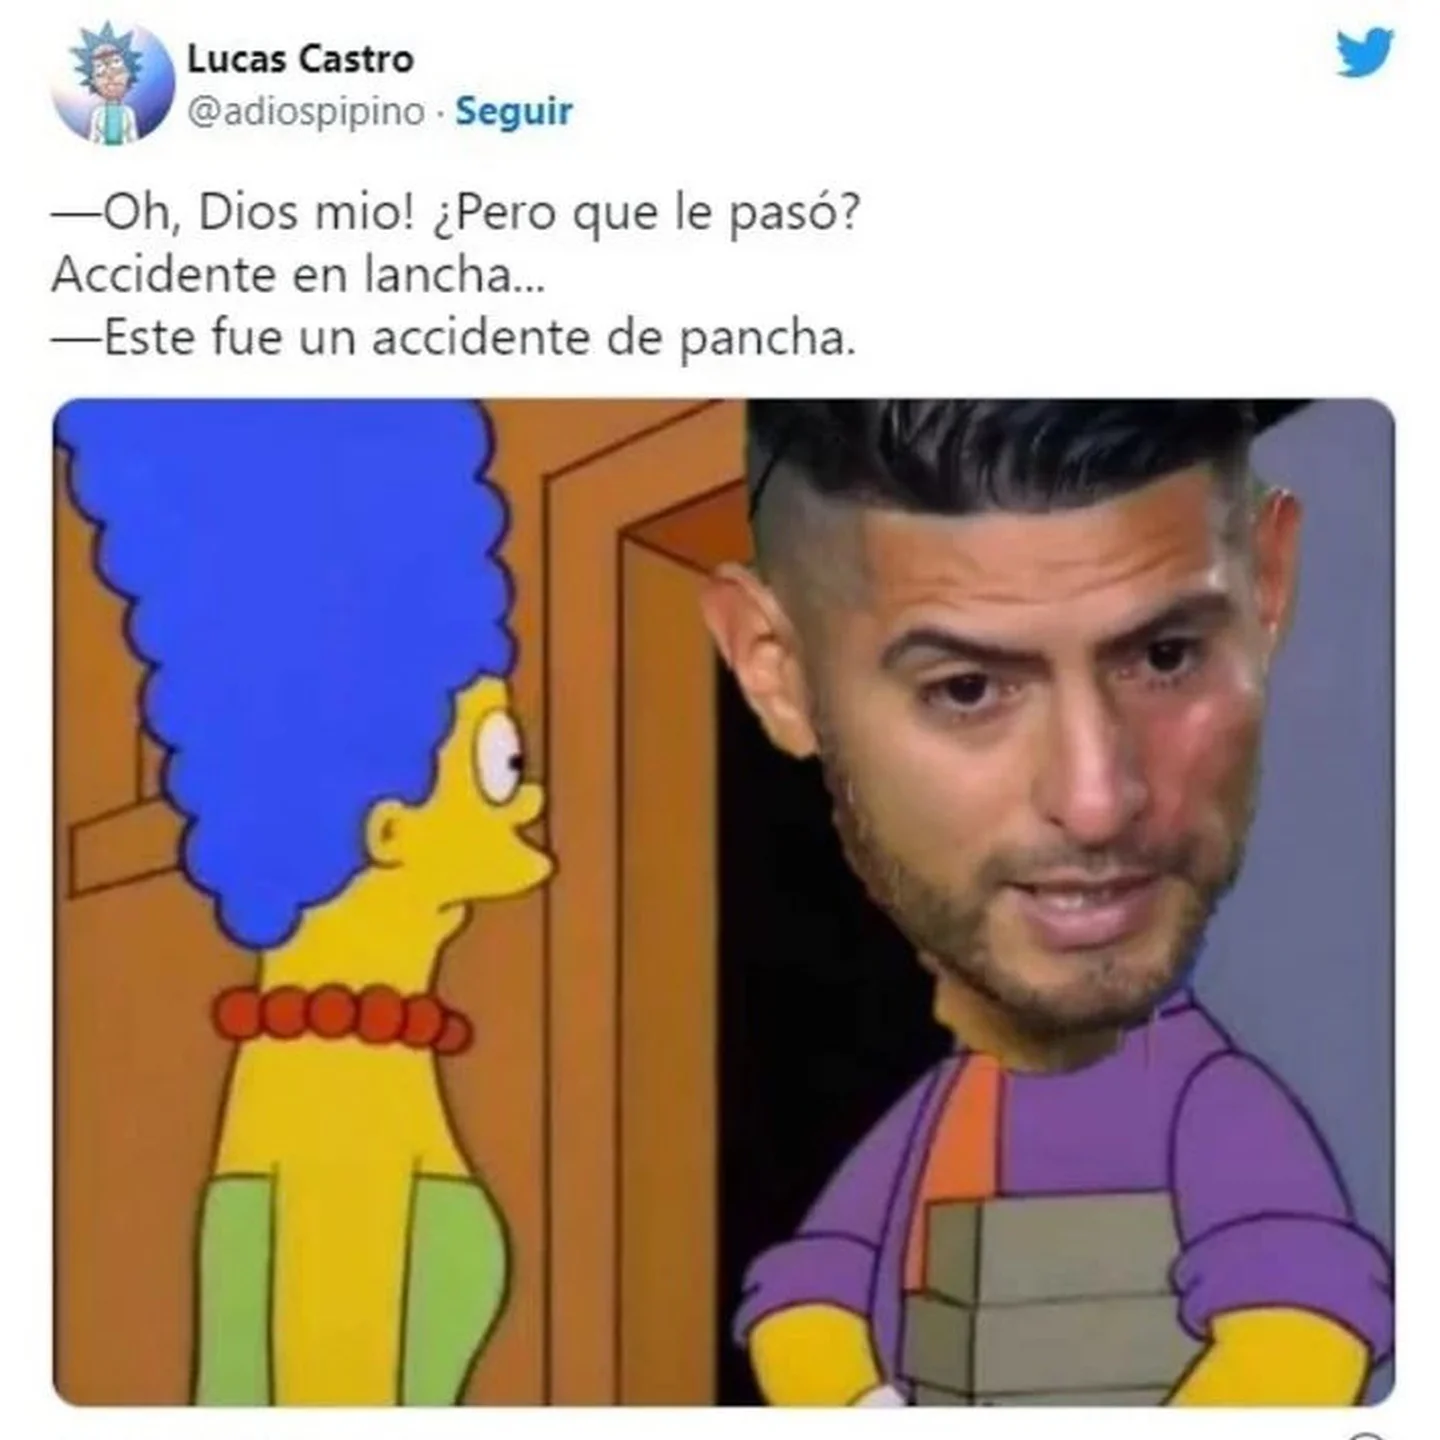 Lucas Castro
@adiospipino · Seguir
—Oh, Dios mio! ¿Pero que le pasó?
Accidente en lancha...
—Este fue un accidente de pancha.